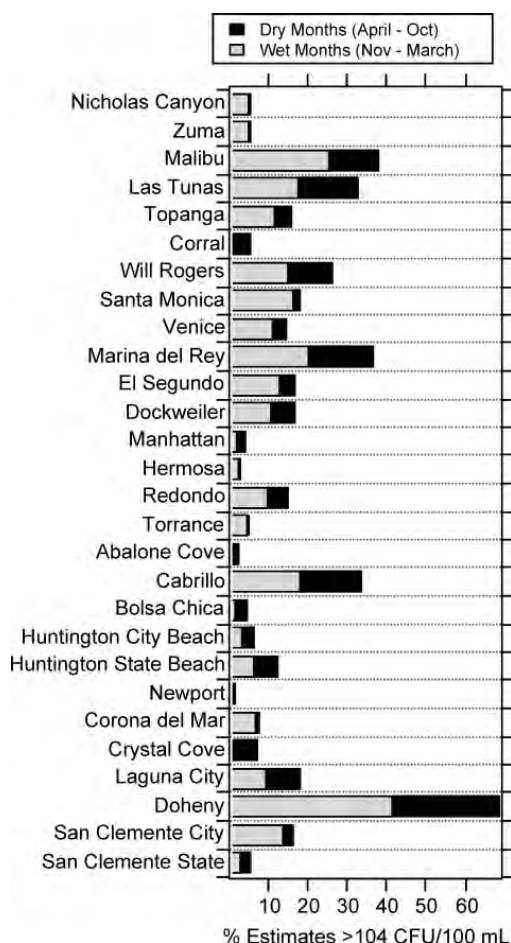 Dry Months (April - Oct)
Wet Months (Nov - March)
Nicholas Canyon
Zuma
Malibu
Las Tunas
Topanga
Corral
Will Rogers
Santa Monica
Venice
Marina del Rey
El Segundo
Dockweiler
Manhattan
Hermosa
Redondo
Torrance
Abalone Cove
Cabrillo
Bolsa Chica
Huntington City Beach
Huntington State Beach
Newport
Corona del Mar
Crystal Cove
Laguna City
Doheny
San Clemente City
San Clemente State
10 20 30 40 50 60
% Estimates >104 CFU/100 mL